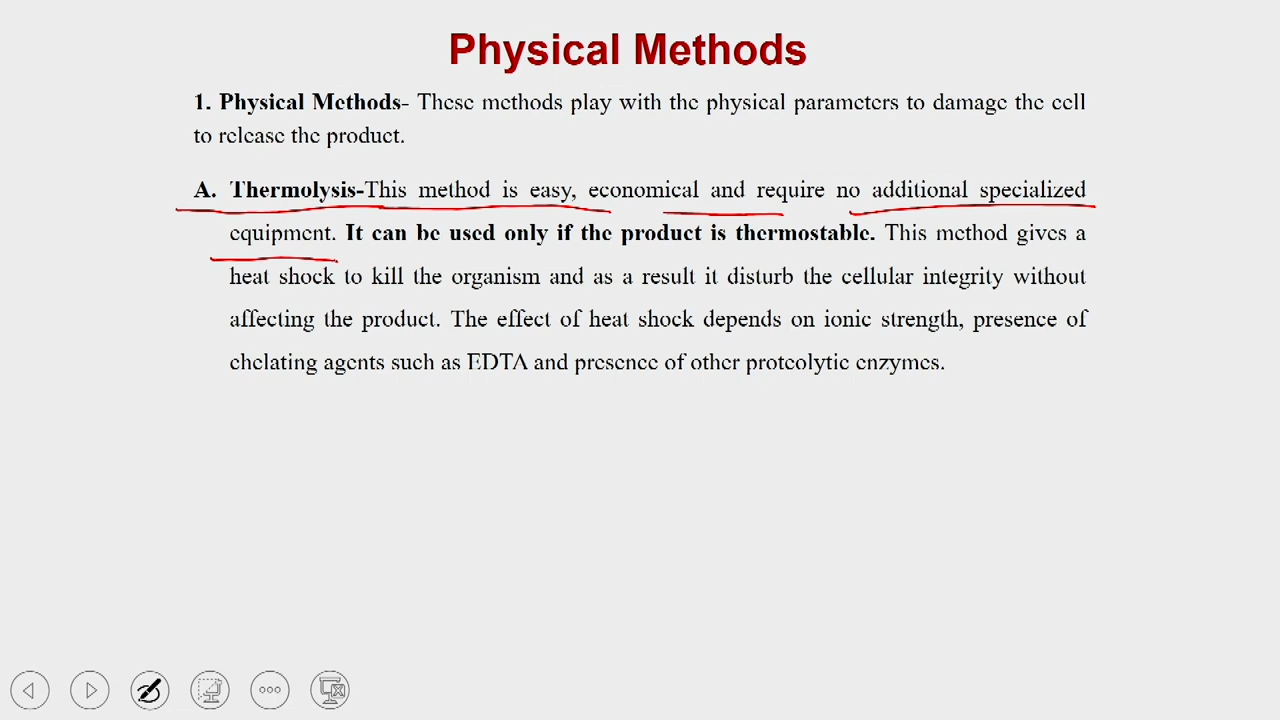 Physical Methods
1. Physical Methods- These methods play with the physical parameters to damage the cell
to release the product.
A. Thermolysis-This method is easy, economical and require no additional specialized
equipment. It can be used only if the product is thermostable. This method gives a
heat shock to kill the organism and as a result it disturb the cellular integrity without
affecting the product. The effect of heat shock depends on ionic strength, presence of
chelating agents such as EDTA and presence of other proteolytic enzymes.